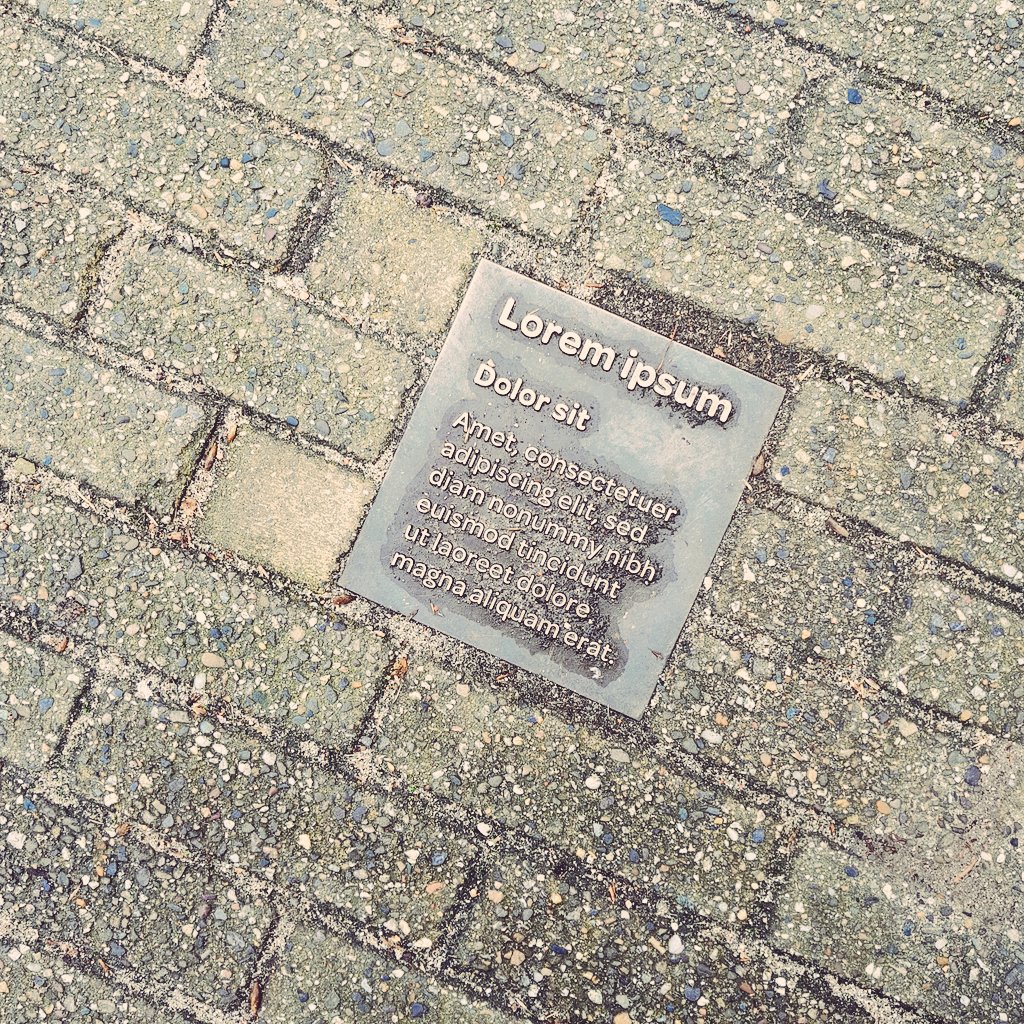 Lorem ipsum
Dolor sit
Amet, consectetuer
adipiscing elit, sed
diam nonummy nibh
euismod tincidunt
ut laoreet dolore
magna aliquam erat.